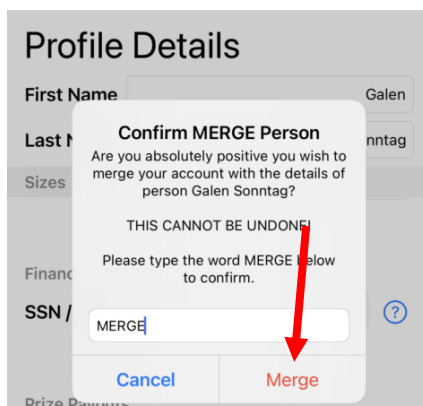 Profile Details
First Name Galen
Last N nntag
Confirm MERGE Person
Are you absolutely positive you wish to
merge your account with the details of
person Galen Sonntag?
Sizes
THIS CANNOT BE UNDONE!
Please type the word MERGE below
to confirm.
Financ
SSN / ?
MERGE
Cancel Merge
Prize Payouts